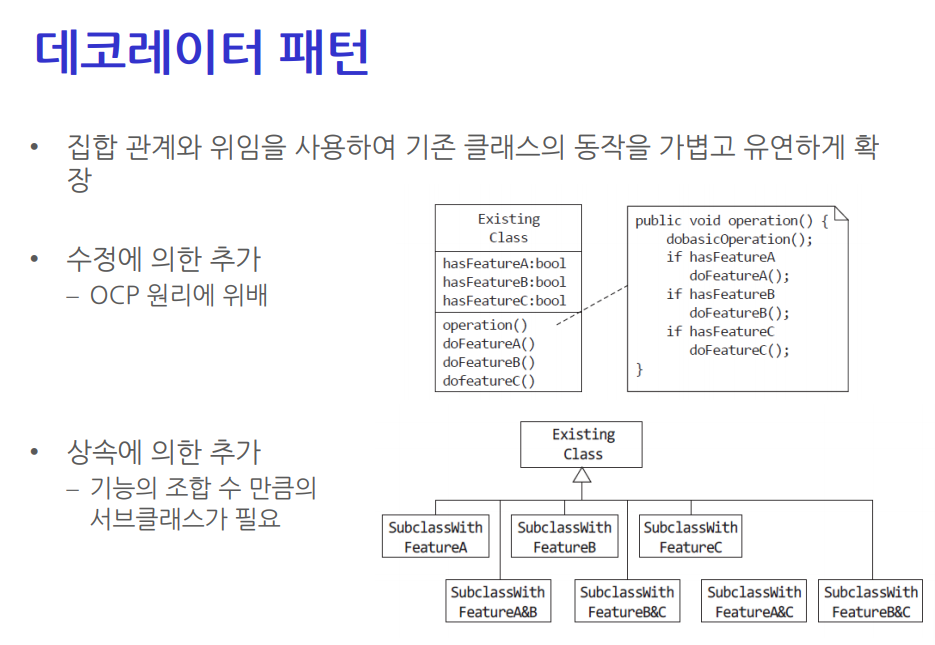 데코레이터 패턴
• 집합 관계와 위임을 사용하여 기존 클래스의 동작을 가볍고 유연하게 확
장
• 수정에 의한 추가
– OCP 원리에 위배
Existing
Class
hasFeatureA:bool
hasFeatureB:bool
hasFeatureC:bool
operation()
doFeatureA()
doFeatureB()
dofeatureC()
public void operation() {
dobasicOperation();
if hasFeatureA
doFeatureA();
if hasFeatureB
doFeatureB();
if hasFeatureC
doFeatureC();
}
• 상속에 의한 추가
– 기능의 조합 수 만큼의
서브클래스가 필요
Existing
Class
SubclassWith
FeatureA
SubclassWith
FeatureB
SubclassWith
FeatureC
SubclassWith
FeatureA&B
SubclassWith
FeatureB&C
SubclassWith
FeatureA&C
SubclassWith
FeatureB&C